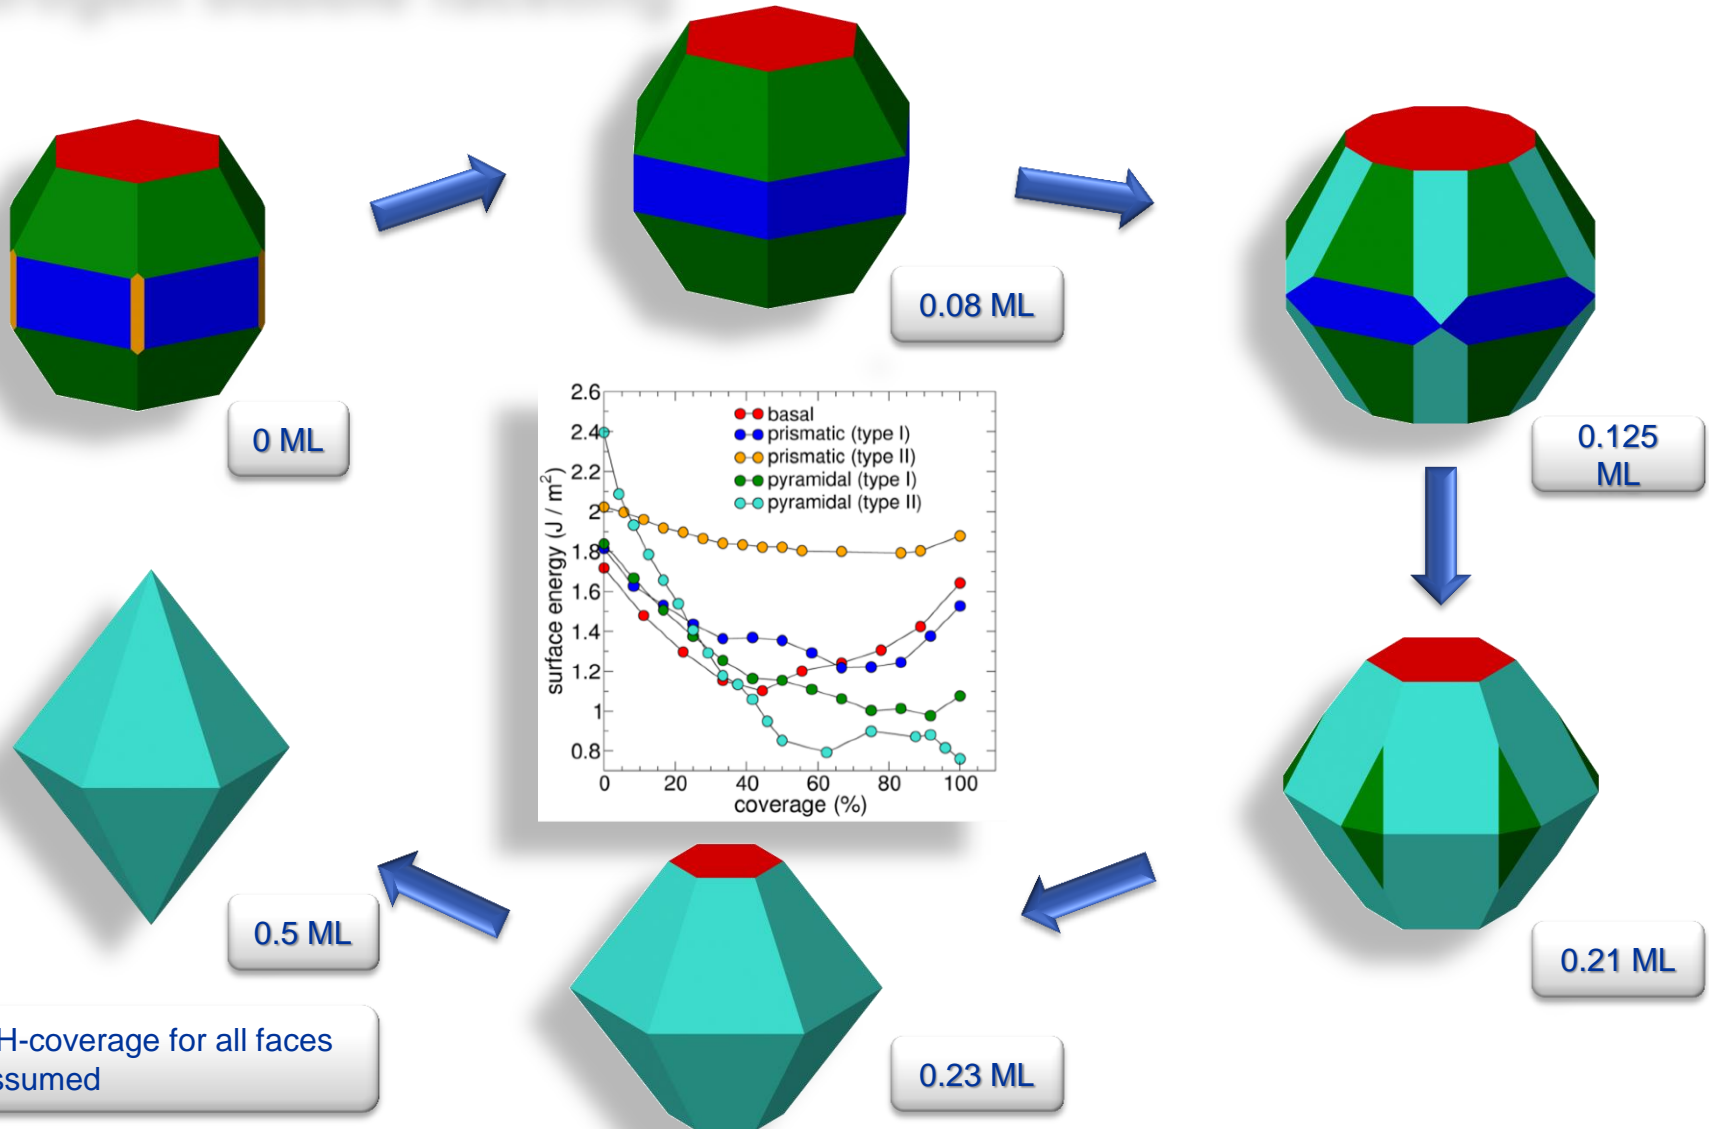 0 ML
0.08 ML
0.125
ML
2.6
2.4
2.2
2
1.8
1.6
1.4
1.2
1
0.8
surface energy (J / m²)
basal
prismatic (type I)
prismatic (type II)
pyramidal (type I)
pyramidal (type II)
0 20 40 60 80 100
coverage (%)
0.5 ML
0.21 ML
0.23 ML
H-coverage for all faces
ssumed